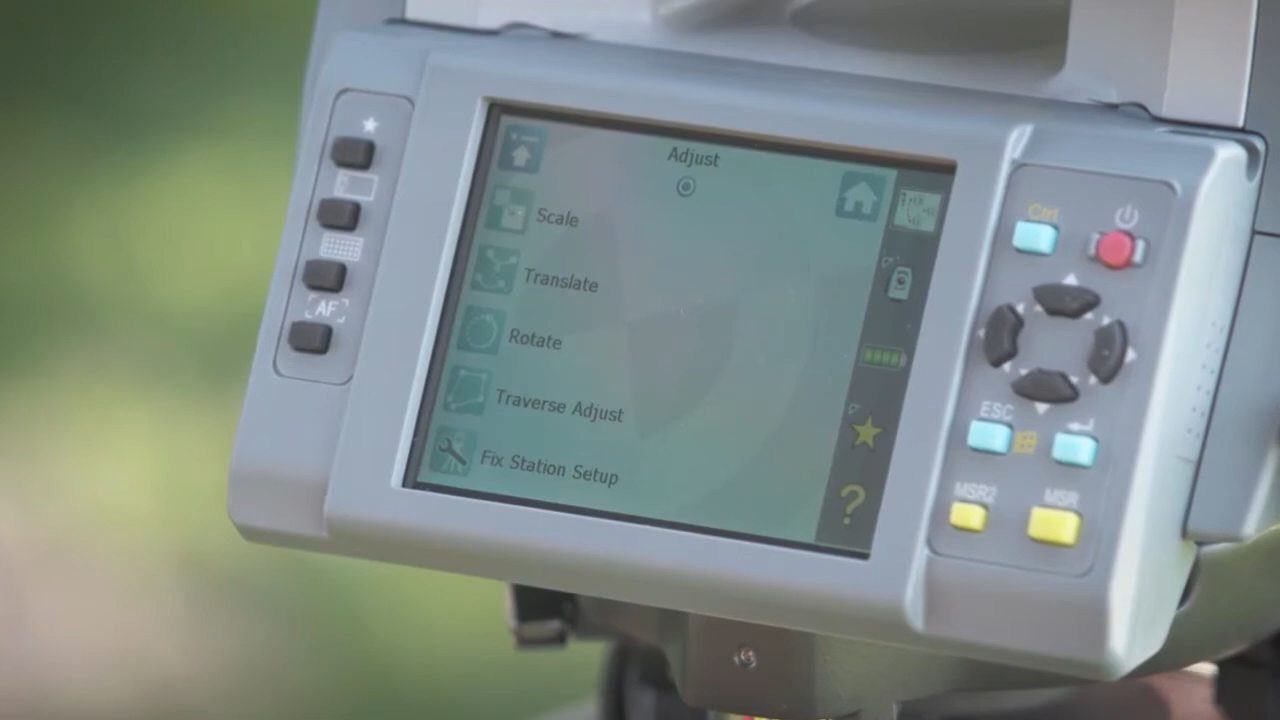 Adjust
Scale
Translate
Rotate
Traverse Adjust
Fix Station Setup
AF
Ctrl
ESC
MSR2
MSR
?